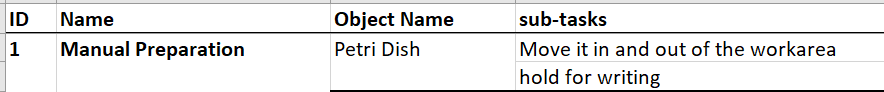 ID Name Object Name sub-tasks
1 Manual Preparation Petri Dish Move it in and out of the workarea
hold for writing